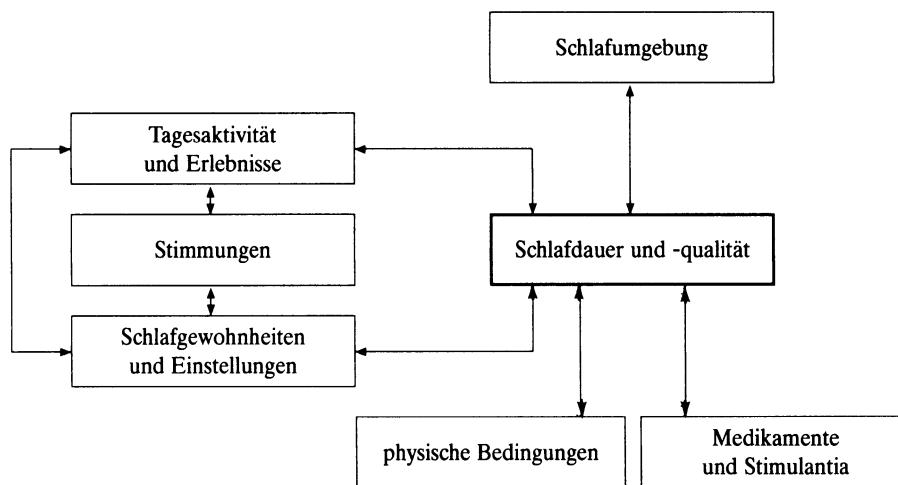 Schlafumgebung
Tagesaktivität
und Erlebnisse
Stimmungen
Schlafdauer und -qualität
Schlafgewohnheiten
und Einstellungen
physische Bedingungen
Medikamente
und Stimulantia